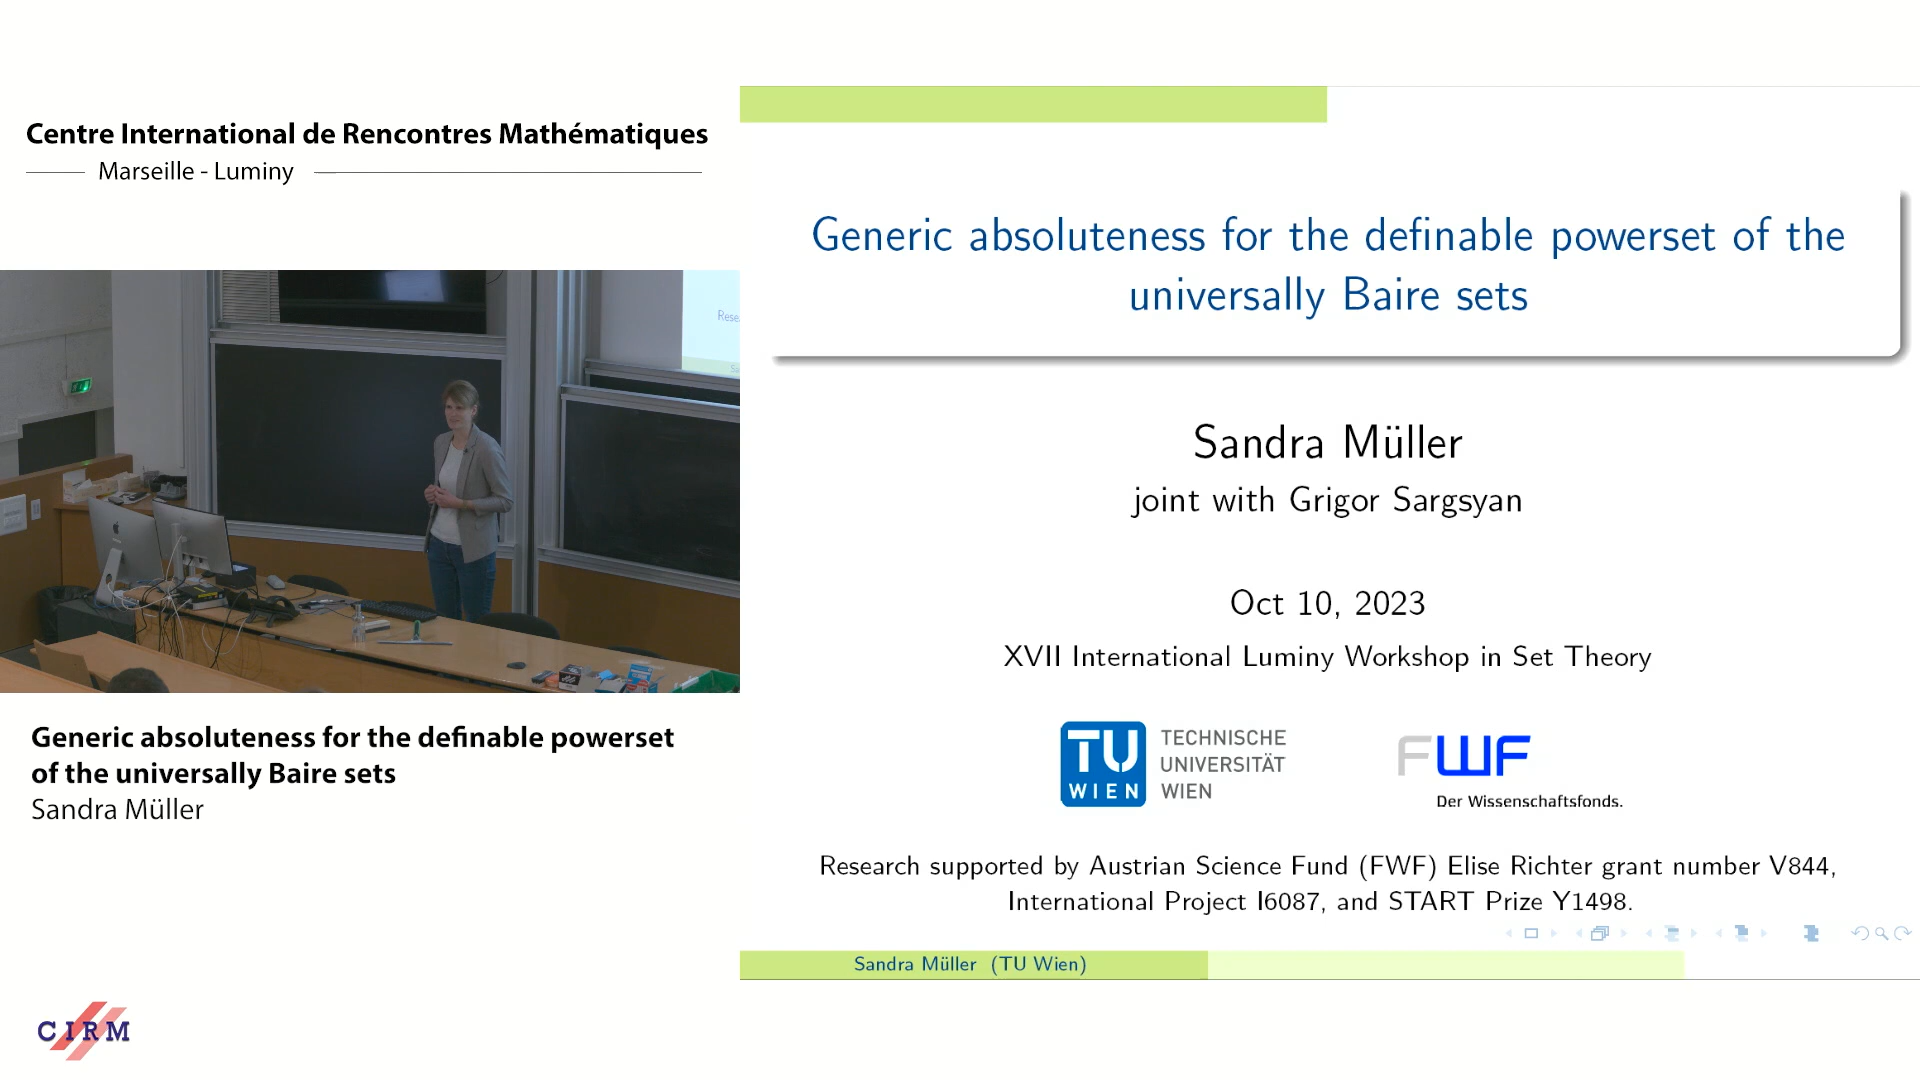 Centre International de Rencontres Mathématiques
Marseille - Luminy
Generic absoluteness for the definable powerset of the
universally Baire sets
Sandra Müller
joint with Grigor Sargsyan
Oct 10, 2023
XVII International Luminy Workshop in Set Theory
TU
WIEN
TECHNISCHE
UNIVERSITÄT
WIEN
FWF
Der Wissenschaftsfonds.
Research supported by Austrian Science Fund (FWF) Elise Richter grant number V844,
International Project I6087, and START Prize Y1498.
Sandra Müller (TU Wien)
Generic absoluteness for the definable powerset
of the universally Baire sets
Sandra Müller
CIRM